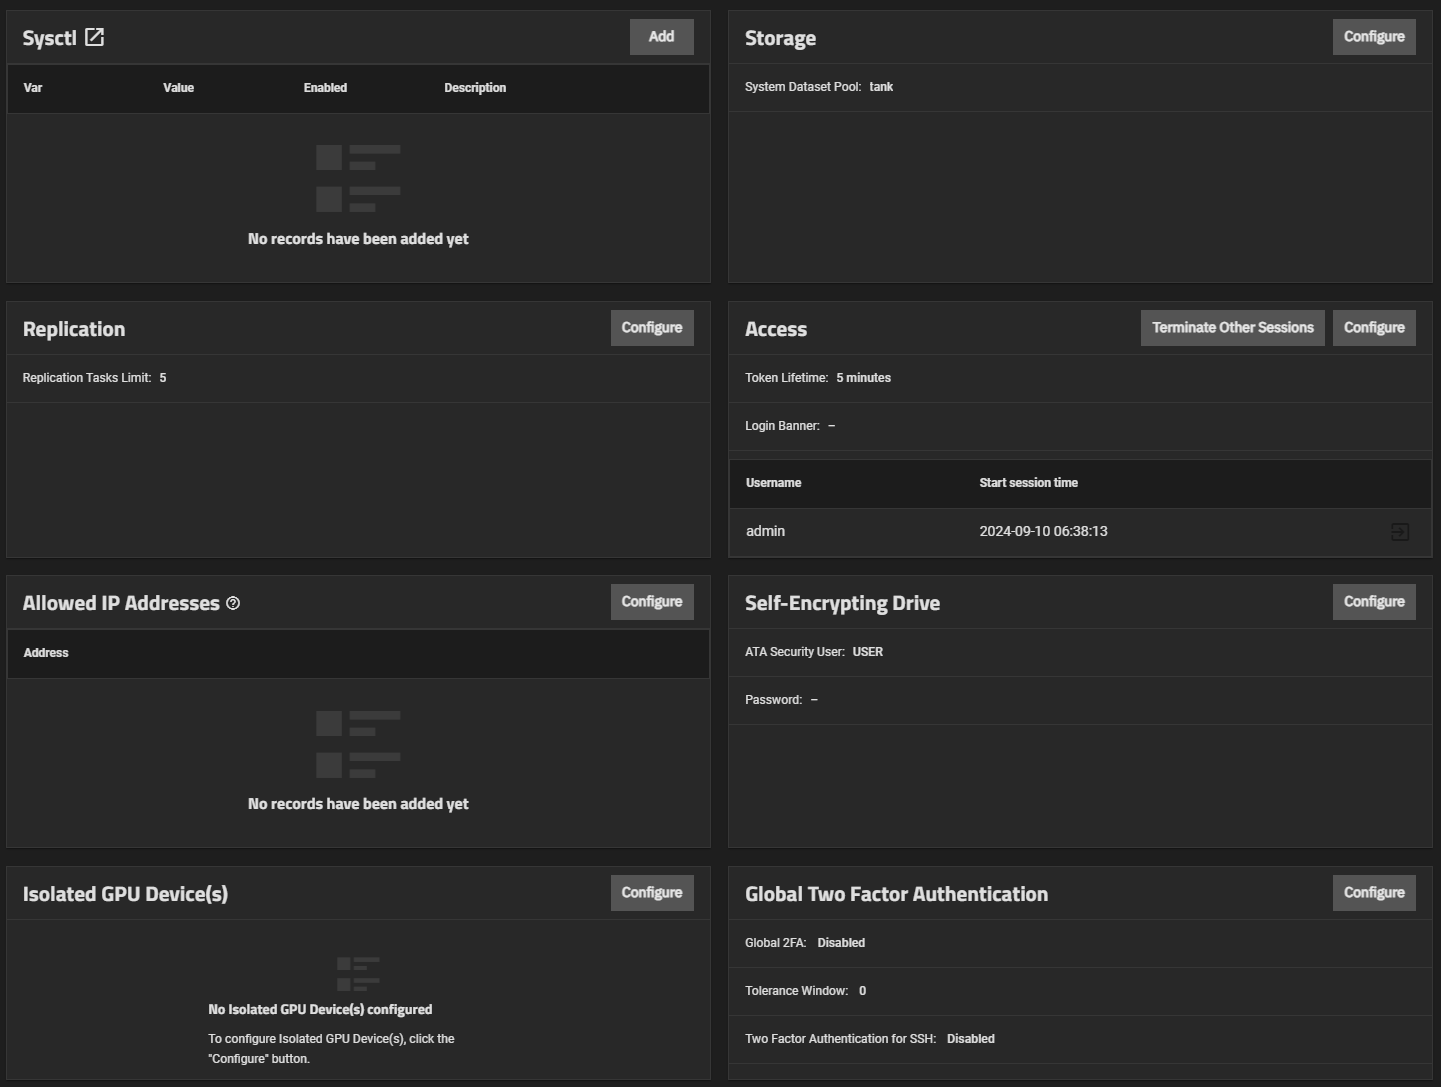 Sysctl
Add
Var Value Enabled Description
No records have been added yet
Storage
Configure
System Dataset Pool: tank
Replication
Configure
Replication Tasks Limit: 5
Access
Terminate Other Sessions
Configure
Token Lifetime: 5 minutes
Login Banner: –
Username Start session time
admin 2024-09-10 06:38:13
Allowed IP Addresses
Configure
Address
No records have been added yet
Self-Encrypting Drive
Configure
ATA Security User: USER
Password: –
Isolated GPU Device(s)
Configure
No Isolated GPU Device(s) configured
To configure Isolated GPU Device(s), click the
"Configure" button.
Global Two Factor Authentication
Configure
Global 2FA: Disabled
Tolerance Window: 0
Two Factor Authentication for SSH: Disabled